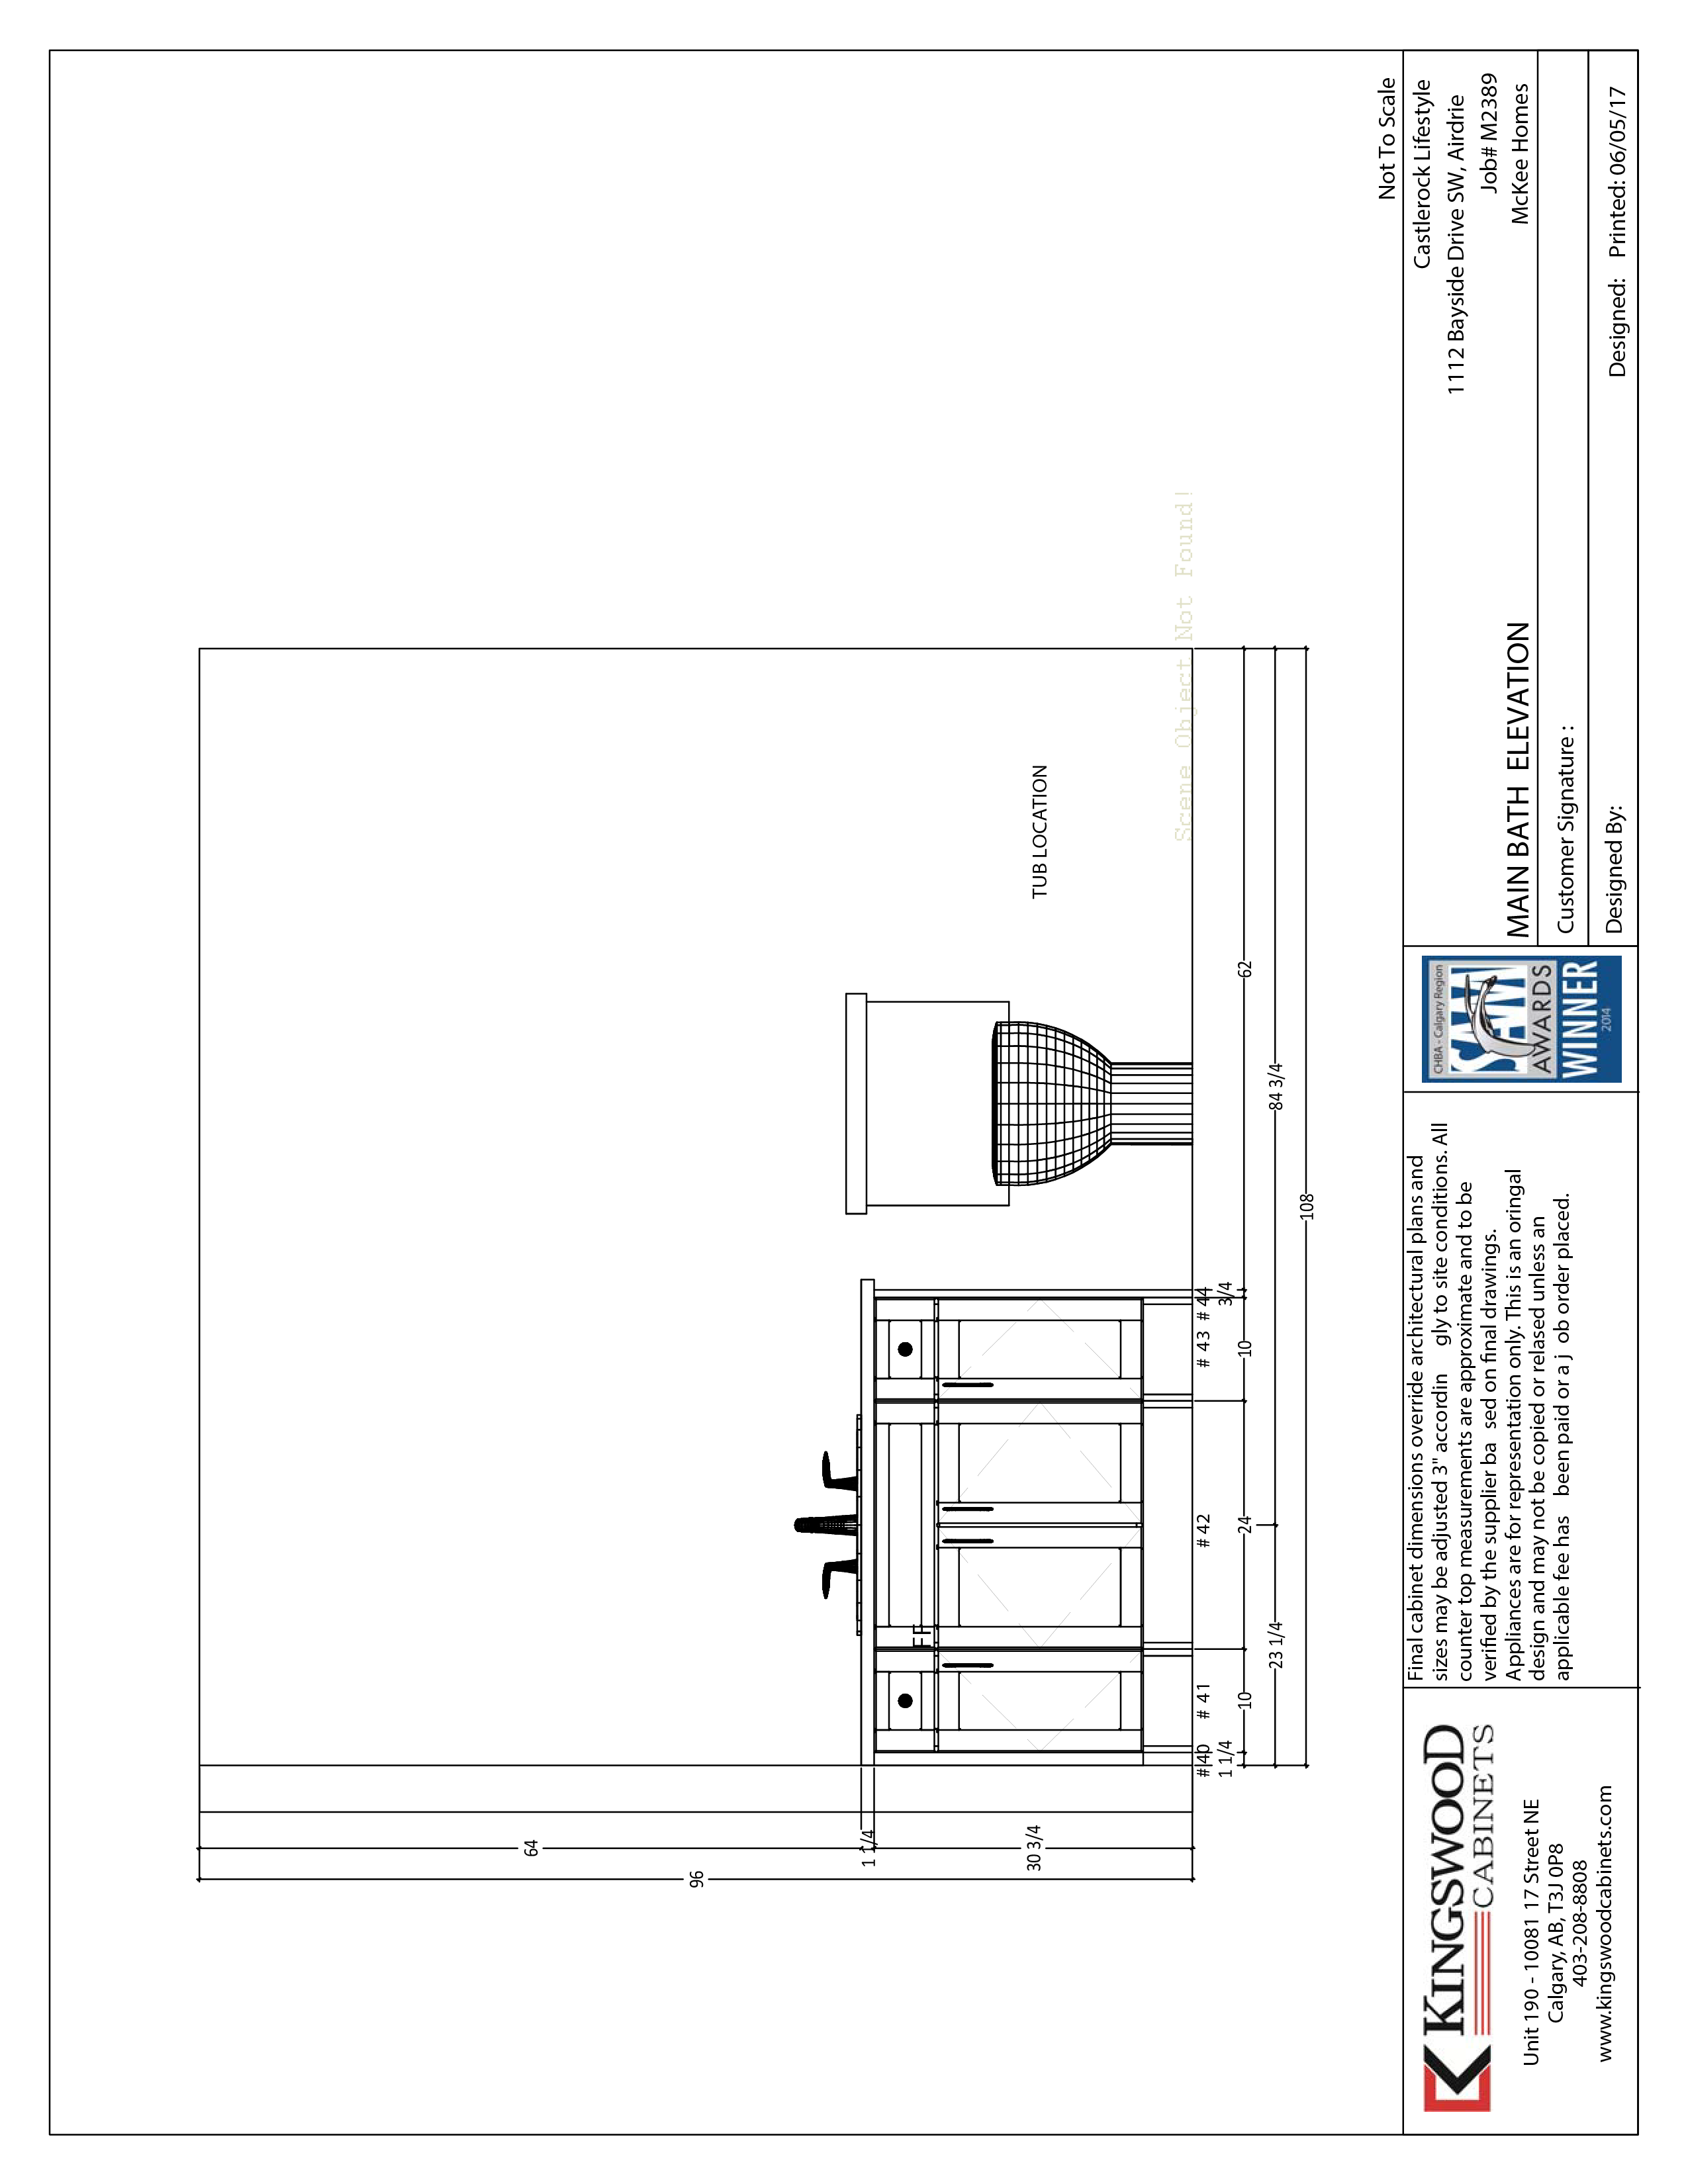 64
96
1 1/4
30 3/4
FF
TUB LOCATION
Scene Object Not Found!
#40
# 41
# 42
# 43
# 44
1 1/4
10
24
10
3/4
62
23 1/4
84 3/4
108
Not To Scale
KINGSWOOD
CABINETS
Unit 190 - 10081 17 Street NE
Calgary, AB, T3J 0P8
403-208-8808
www.kingswoodcabinets.com
Final cabinet dimensions override architectural plans and
sizes may be adjusted 3" accordin gly to site conditions. All
counter top measurements are approximate and to be
verified by the supplier ba sed on final drawings.
Appliances are for representation only. This is an oringal
design and may not be copied or relased unless an
applicable fee has been paid or a j ob order placed.
CHBA - Calgary Region
SAM
AWARDS
WINNER
2014
Castlerock Lifestyle
1112 Bayside Drive SW, Airdrie
Job# M2389
McKee Homes
MAIN BATH ELEVATION
Customer Signature :
Designed By:
Designed: Printed: 06/05/17